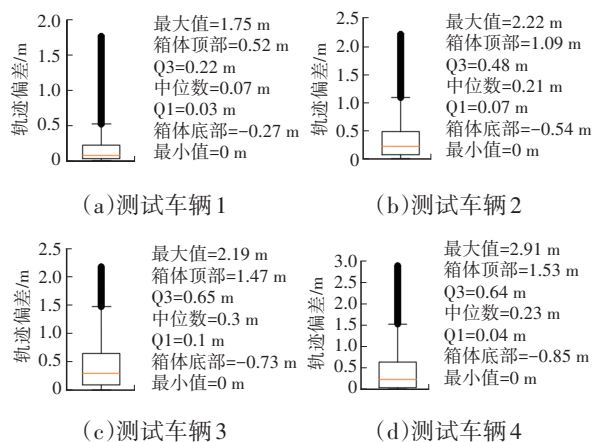 2.0
1.5
1.0
0.5
0
轨迹偏差/m
最大值=1.75 m
箱体顶部=0.52 m
Q3=0.22 m
中位数=0.07 m
Q1=0.03 m
箱体底部=−0.27 m
最小值=0 m
(a)测试车辆1
2.5
2.0
1.5
1.0
0.5
0
轨迹偏差/m
最大值=2.22 m
箱体顶部=1.09 m
Q3=0.48 m
中位数=0.21 m
Q1=0.07 m
箱体底部=−0.54 m
最小值=0 m
(b)测试车辆2
2.5
2.0
1.5
1.0
0.5
0
轨迹偏差/m
最大值=2.19 m
箱体顶部=1.47 m
Q3=0.65 m
中位数=0.3 m
Q1=0.1 m
箱体底部=−0.73 m
最小值=0 m
(c)测试车辆3
3.0
2.5
2.0
1.5
1.0
0.5
0
轨迹偏差/m
最大值=2.91 m
箱体顶部=1.53 m
Q3=0.64 m
中位数=0.23 m
Q1=0.04 m
箱体底部=−0.85 m
最小值=0 m
(d)测试车辆4